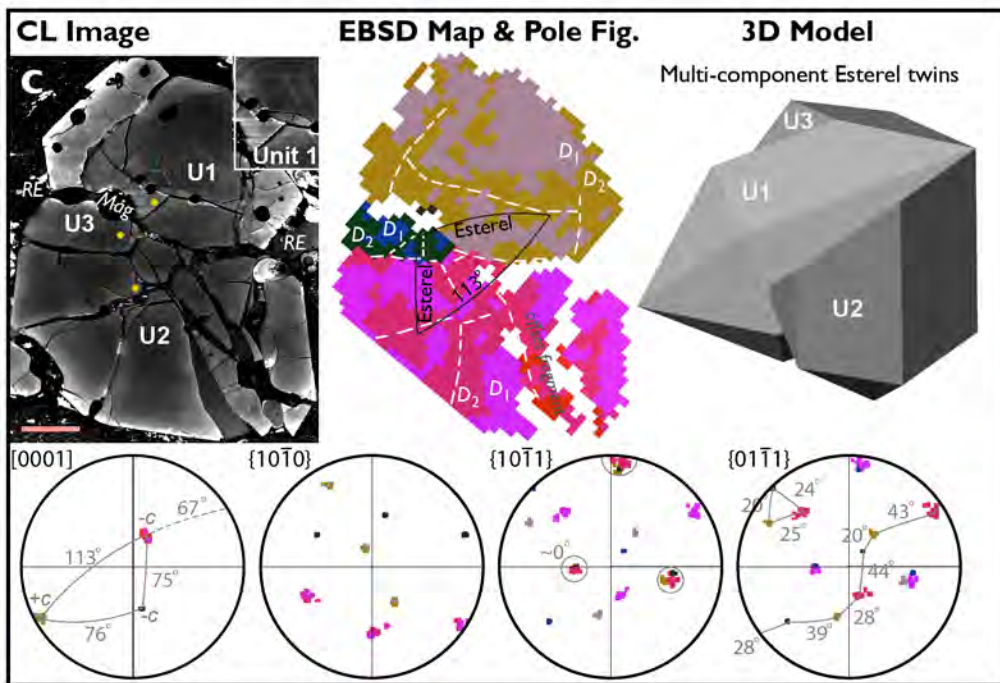 CL Image
EBSD Map & Pole Fig.
3D Model
Multi-component Esterel twins
C
Unit 1
U1
RE
Mag
U3
RE
U2
D1
D2
Esterel
D2
D1
Esterel
113°
D2
D1
U3
U1
U2
[0001]
67°
-c
113°
75°
+c
-c
76°
{101̅0}
{101̅1}
~0°
{011̅1}
20°
24°
25°
43°
20°
44°
28°
39°
28°